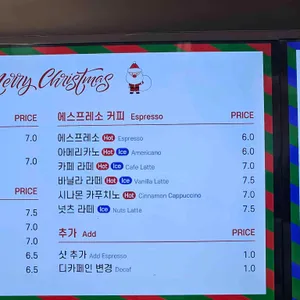 Merry Christmas
PRICE
7.0
7.0
PRICE
7.5
7.0
7.0
6.5
6.5
에스프레소 커피 Espresso PRICE
에스프레소 Hot Espresso 6.0
아메리카노 Hot Ice Americano 6.0
카페 라떼 Hot Ice Cafe Latte 7.0
바닐라 라떼 Hot Ice Vanilla Latte 7.5
시나몬 카푸치노 Hot Cinnamon Cappuccino 7.0
넛츠 라떼 Ice Nuts Latte 7.5
추가 Add PRICE
샷 추가 Add Espresso 1.0
디카페인 변경 Decaf 1.0